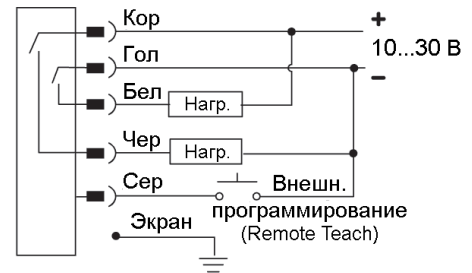 Кор
+
10...30 В
Гол
−
Бел
Нагр.
Чер
Нагр.
Сер
Внешн.
программирование
(Remote Teach)
Экран